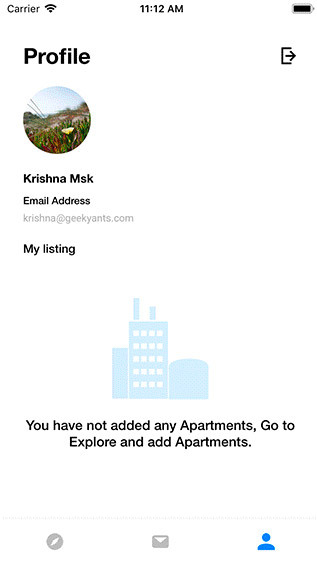 Carrier 11:12 AM
Profile
Krishna Msk
Email Address
krishna@geekyants.com
My listing
You have not added any Apartments, Go to
Explore and add Apartments.